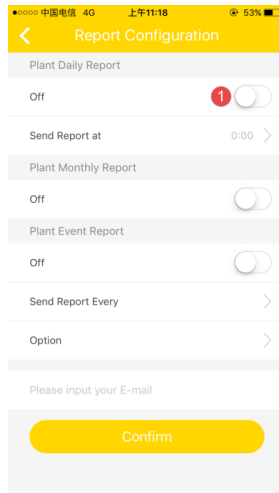 中国电信 4G 上午11:18 53%
Report Configuration
Plant Daily Report
Off 1
Send Report at 0:00
Plant Monthly Report
Off
Plant Event Report
Off
Send Report Every
Option
Please input your E-mail
Confirm